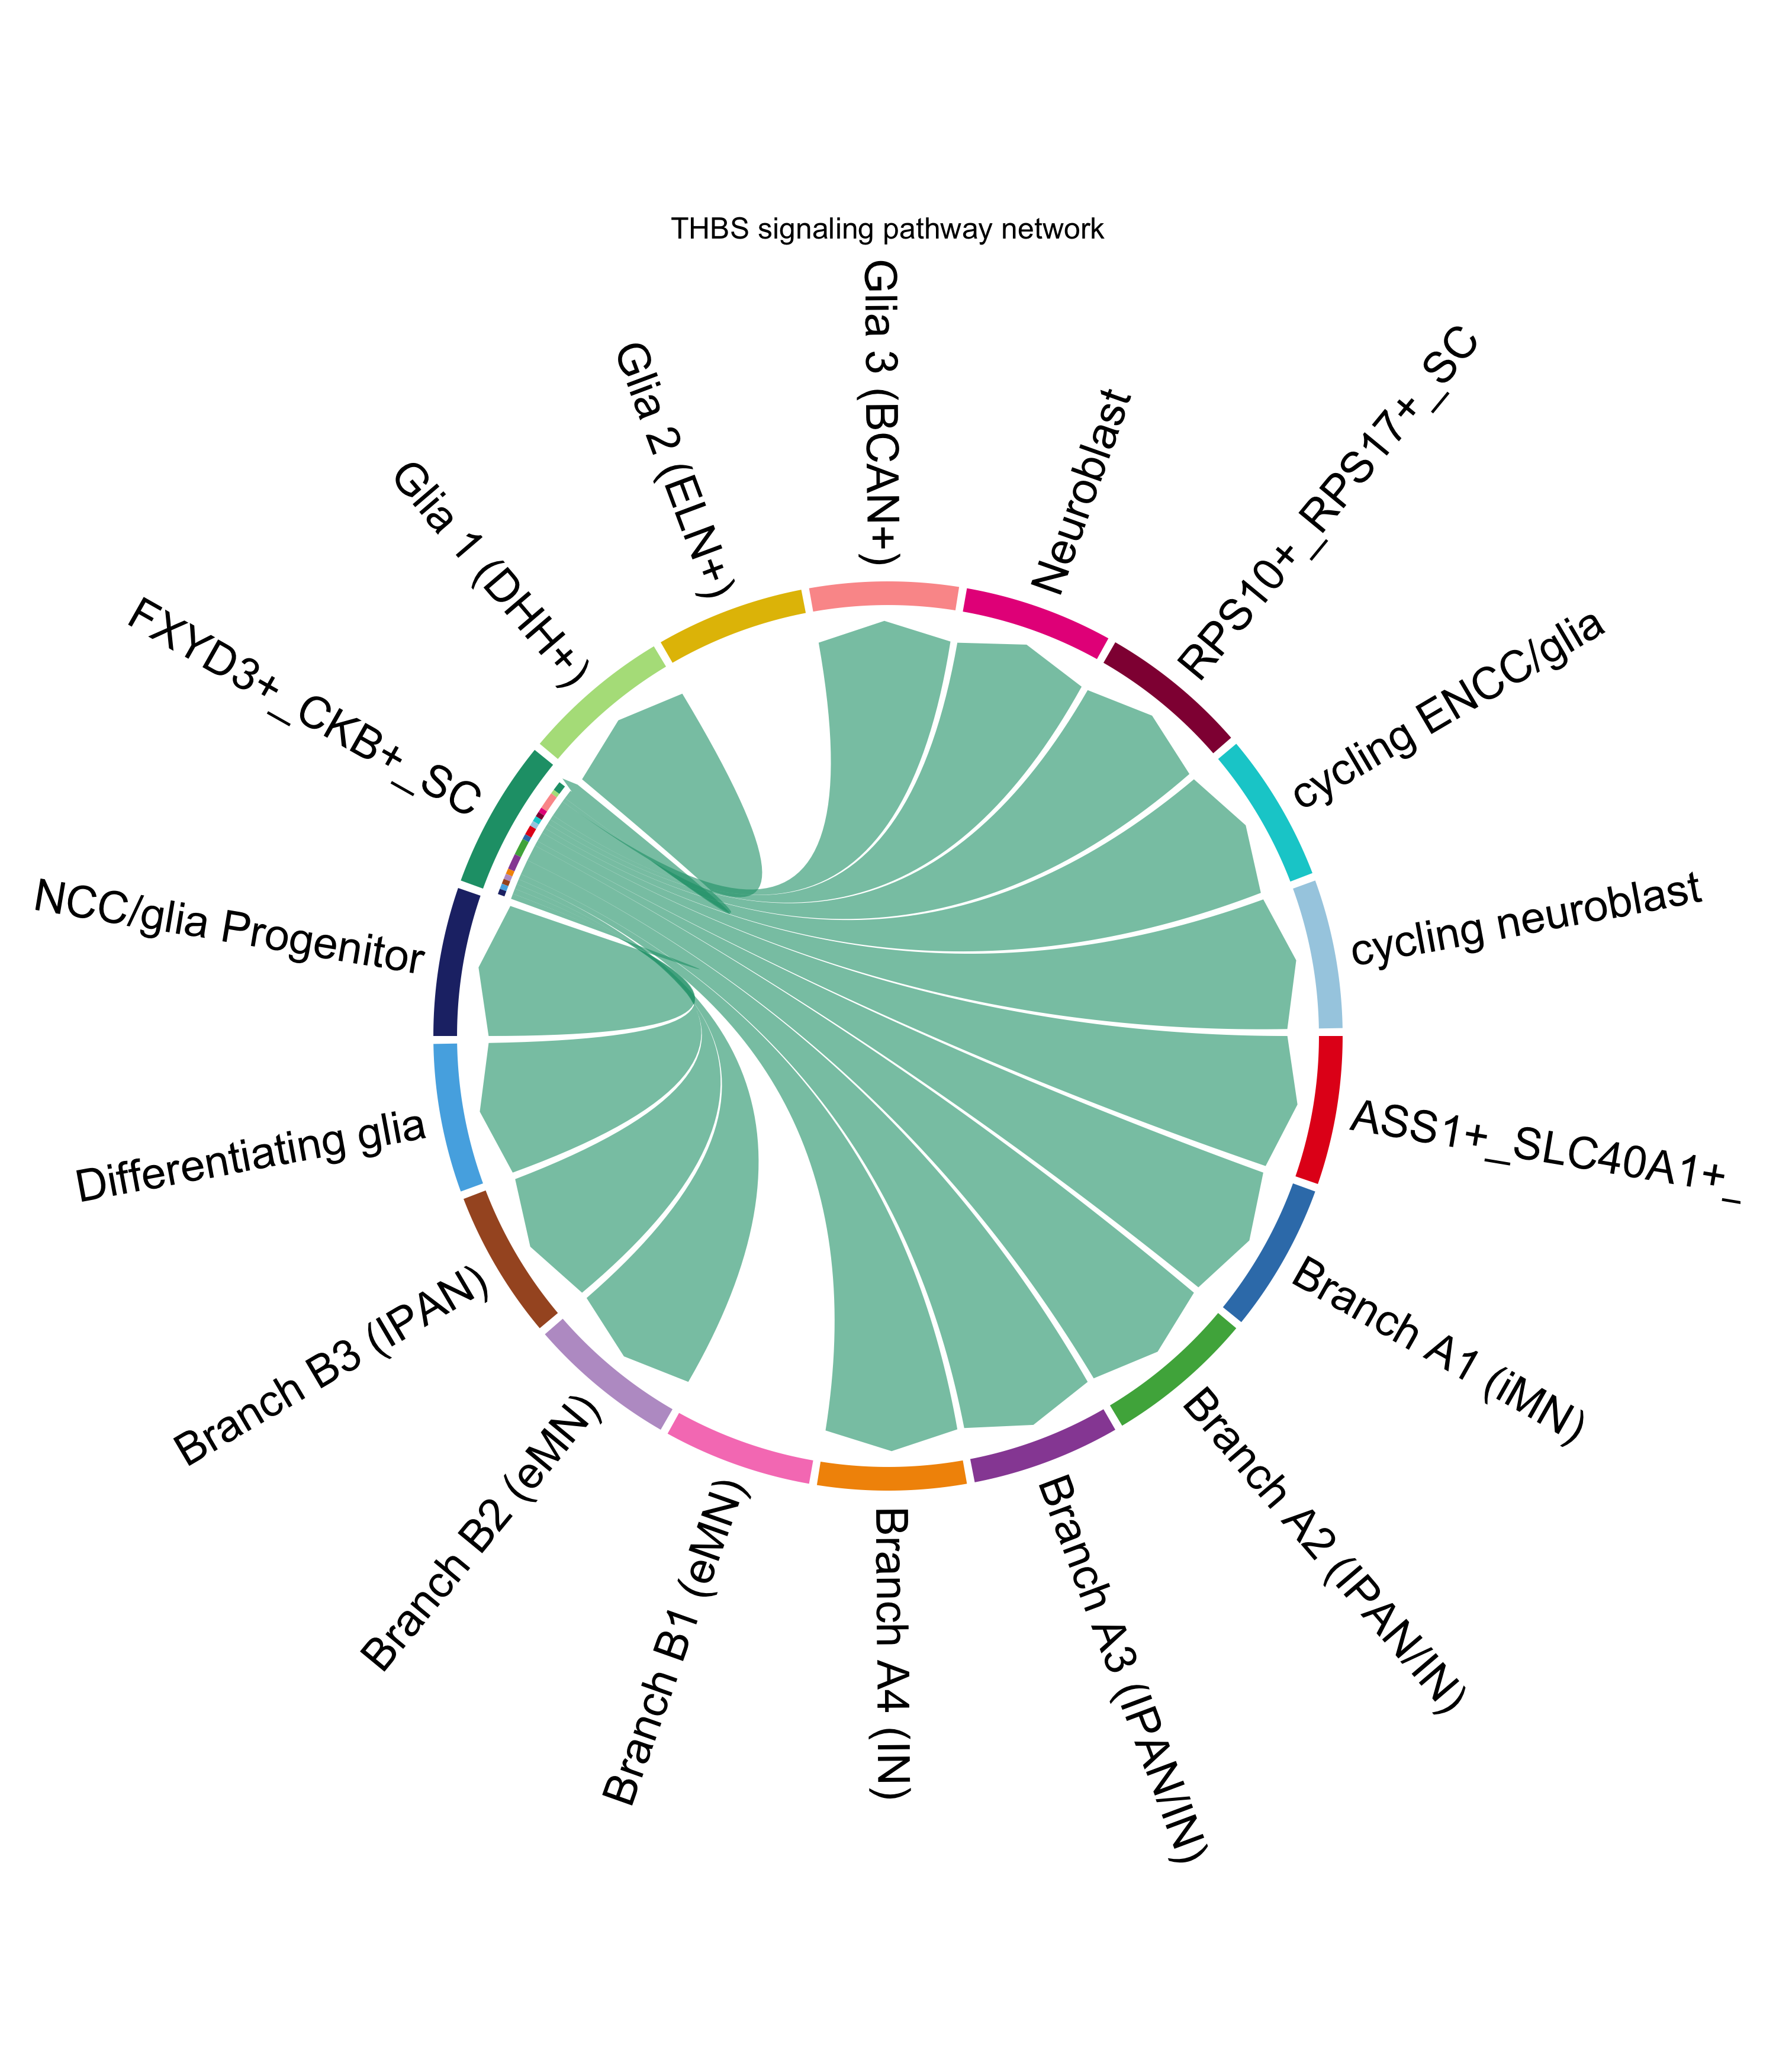 THBS signaling pathway network
Glia 3 (BCAN+)
Neuroblast
RPS10+_RPS17+_SC
cycling ENCC/glia
cycling neuroblast
ASS1+_SLC40A1+_
Branch A1 (iMN)
Branch A2 (IPAN/IN)
Branch A3 (IPAN/IN)
Branch A4 (IN)
Branch B1 (eMN)
Branch B2 (eMN)
Branch B3 (IPAN)
Differentiating glia
NCC/glia Progenitor
FXYD3+_CKB+_SC
Glia 1 (DHH+)
Glia 2 (ELN+)